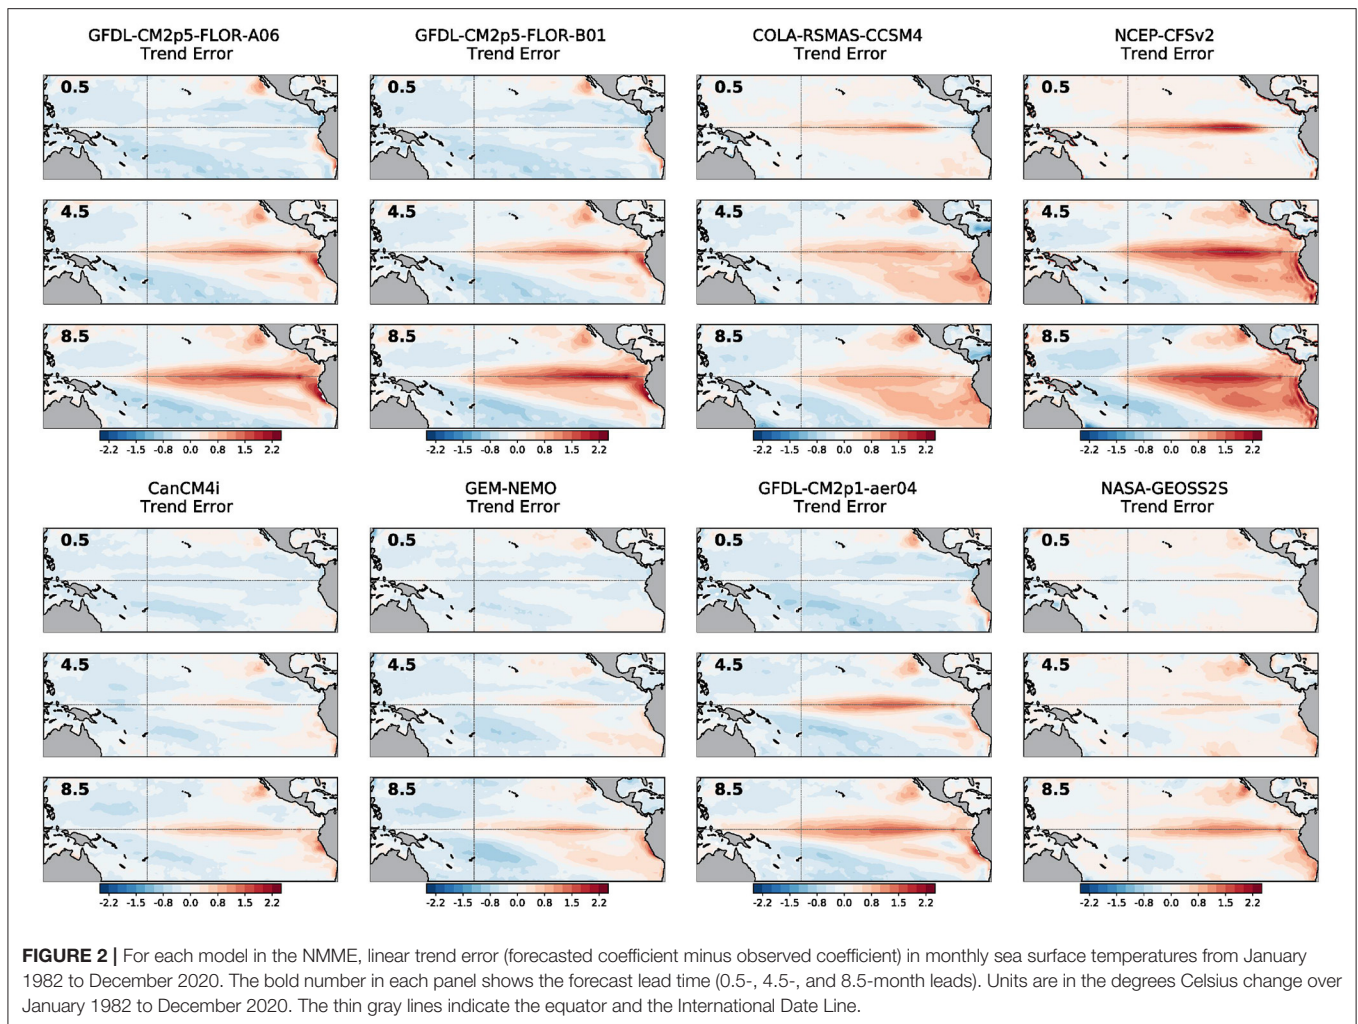 GFDL-CM2p5-FLOR-A06
Trend Error
GFDL-CM2p5-FLOR-B01
Trend Error
COLA-RSMAS-CCSM4
Trend Error
NCEP-CFSv2
Trend Error
0.5
0.5
0.5
0.5
4.5
4.5
4.5
4.5
8.5
8.5
8.5
8.5
-2.2 -1.5 -0.8 0.0 0.8 1.5 2.2
-2.2 -1.5 -0.8 0.0 0.8 1.5 2.2
-2.2 -1.5 -0.8 0.0 0.8 1.5 2.2
-2.2 -1.5 -0.8 0.0 0.8 1.5 2.2
CanCM4i
Trend Error
GEM-NEMO
Trend Error
GFDL-CM2p1-aer04
Trend Error
NASA-GEOSS2S
Trend Error
0.5
0.5
0.5
0.5
4.5
4.5
4.5
4.5
8.5
8.5
8.5
8.5
-2.2 -1.5 -0.8 0.0 0.8 1.5 2.2
-2.2 -1.5 -0.8 0.0 0.8 1.5 2.2
-2.2 -1.5 -0.8 0.0 0.8 1.5 2.2
-2.2 -1.5 -0.8 0.0 0.8 1.5 2.2
FIGURE 2 | For each model in the NMME, linear trend error (forecasted coefficient minus observed coefficient) in monthly sea surface temperatures from January
1982 to December 2020. The bold number in each panel shows the forecast lead time (0.5-, 4.5-, and 8.5-month leads). Units are in the degrees Celsius change over
January 1982 to December 2020. The thin gray lines indicate the equator and the International Date Line.